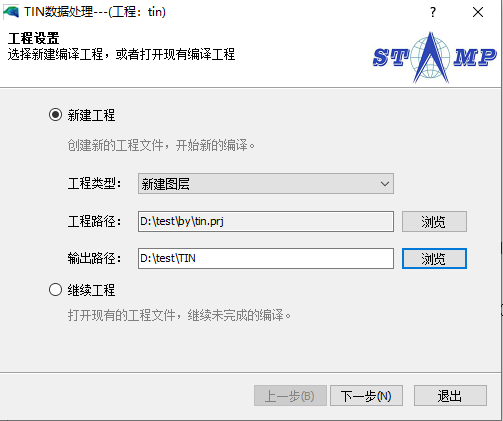 TIN数据处理---(工程：tin)
工程设置
选择新建编译工程，或者打开现有编译工程
STAMP
新建工程
创建新的工程文件，开始新的编译。
工程类型： 新建图层
工程路径： D:\test\by\tin.prj 浏览
输出路径： D:\test\TIN 浏览
继续工程
打开现有的工程文件，继续未完成的编译。
上一步(B) 下一步(N) 退出